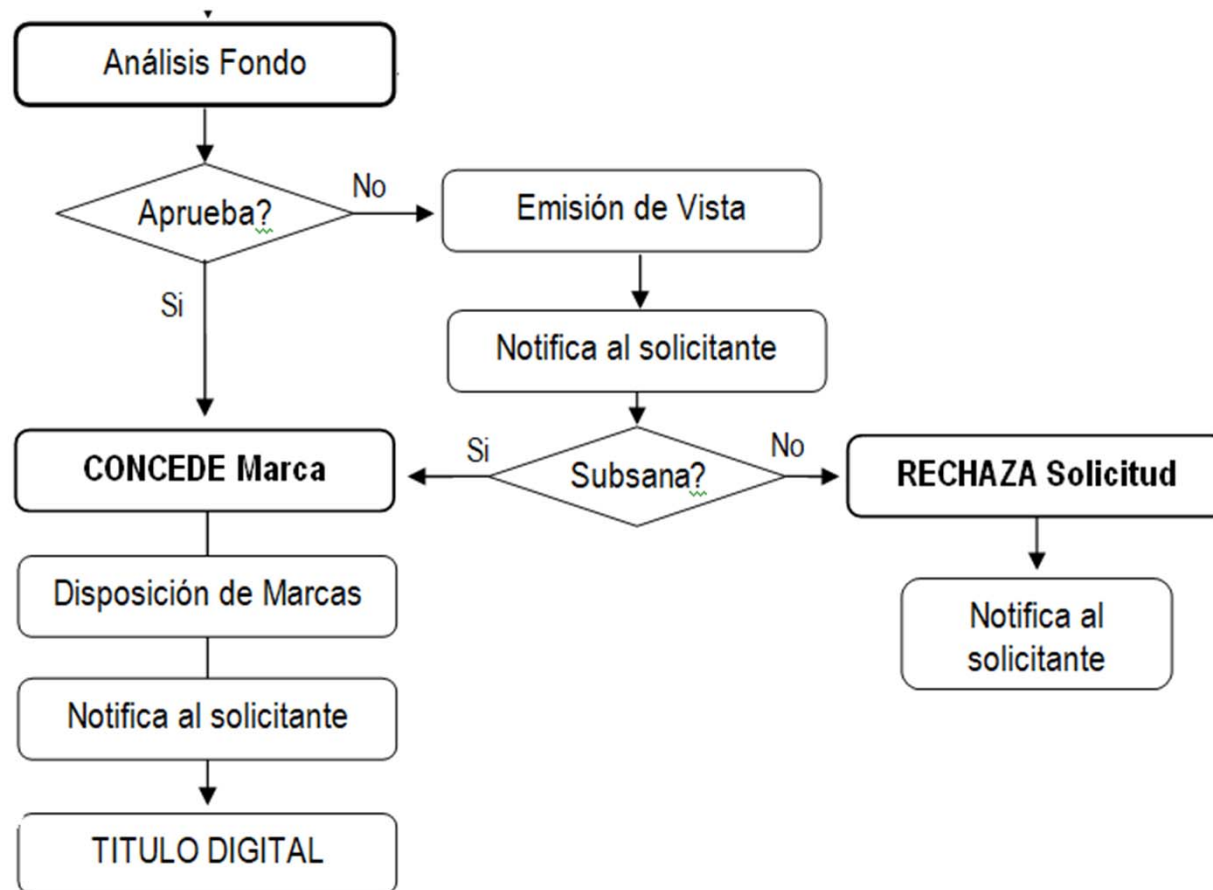 Análisis Fondo
Aprueba?
No
Emisión de Vista
Si
Notifica al solicitante
CONCEDE Marca
Si
Subsana?
No
RECHAZA Solicitud
Disposición de Marcas
Notifica al
solicitante
Notifica al solicitante
TITULO DIGITAL